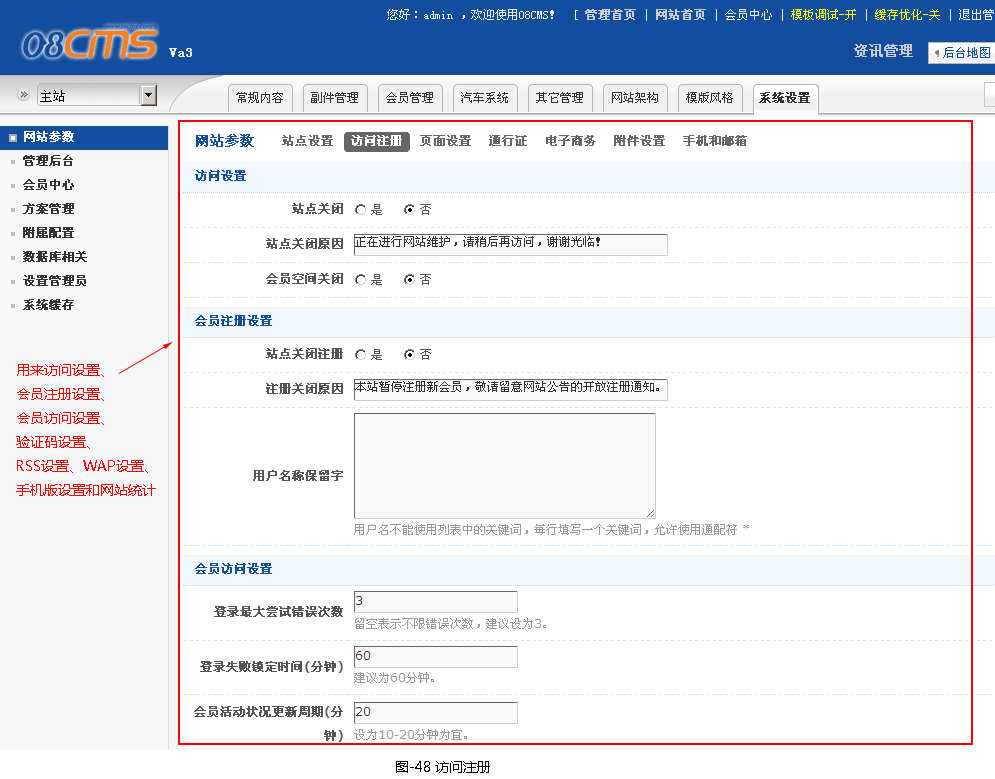 您好：admin ，欢迎使用08CMS！ [ 管理首页 | 网站首页 | 会员中心 | 模板调试-开 | 缓存优化-关 | 退出管
08CMS Va3
资讯管理 后台地图
主站 常规内容 副件管理 会员管理 汽车系统 其它管理 网站架构 模版风格 系统设置
网站参数
管理后台
会员中心
方案管理
附属配置
数据库相关
设置管理员
系统缓存
用来访问设置、
会员注册设置、
会员访问设置、
验证码设置、
RSS设置、WAP设置、
手机版设置和网站统计
网站参数 站点设置 访问注册 页面设置 通行证 电子商务 附件设置 手机和邮箱
访问设置
站点关闭 是 否
站点关闭原因 正在进行网站维护，请稍后再访问，谢谢光临！
会员空间关闭 是 否
会员注册设置
站点关闭注册 是 否
注册关闭原因 本站暂停注册新会员，敬请留意网站公告的开放注册通知。
用户名称保留字
用户名不能使用列表中的关键词，每行填写一个关键词，允许使用通配符 *
会员访问设置
登录最大尝试错误次数 3
留空表示不限错误次数，建议设为3。
登录失败锁定时间(分钟) 60
建议为60分钟。
会员活动状况更新周期(分 20
钟) 设为10-20分钟为宜。
图-48 访问注册